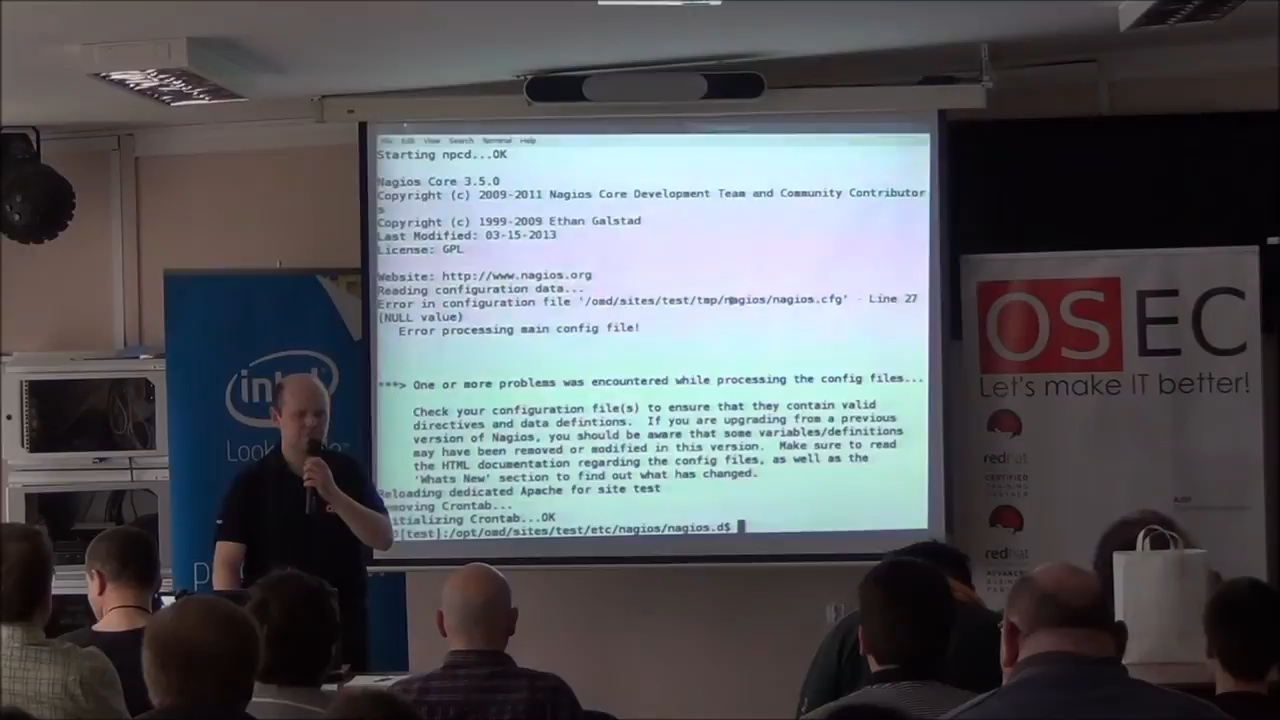 File Edit View Search Terminal Help
Starting npcd...OK
Nagios Core 3.5.0
Copyright (c) 2009-2011 Nagios Core Development Team and Community Contributor
s
Copyright (c) 1999-2009 Ethan Galstad
Last Modified: 03-15-2013
License: GPL
Website: http://www.nagios.org
Reading configuration data...
Error in configuration file '/omd/sites/test/tmp/nagios/nagios.cfg' - Line 27
(NULL value)
Error processing main config file!
***> One or more problems was encountered while processing the config files...
Check your configuration file(s) to ensure that they contain valid
directives and data defintions. If you are upgrading from a previous
version of Nagios, you should be aware that some variables/definitions
may have been removed or modified in this version. Make sure to read
the HTML documentation regarding the config files, as well as the
'Whats New' section to find out what has changed.
Reloading dedicated Apache for site test
moving Crontab...
itializing Crontab...OK
[test]:/opt/omd/sites/test/etc/nagios/nagios.d$
intel
Look
OSEC
Let's make IT better!
redhat
CERTIFIED
TRAINING
PARTNER
redhat